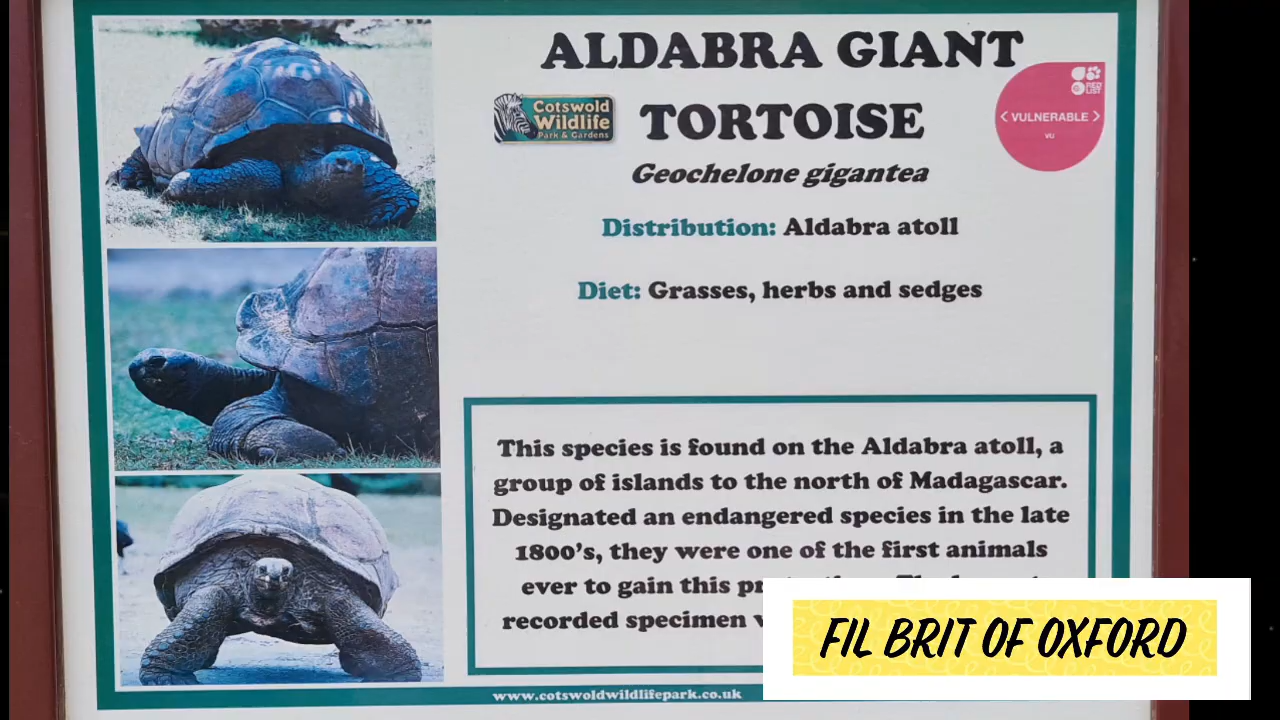 ALDABRA GIANT
TORTOISE
Cotswold
Wildlife
Park & Gardens
RED
LIST
< VULNERABLE >
VU
Geochelone gigantea
Distribution: Aldabra atoll
Diet: Grasses, herbs and sedges
This species is found on the Aldabra atoll, a
group of islands to the north of Madagascar.
Designated an endangered species in the late
1800's, they were one of the first animals
ever to gain this
recorded specimen
www.cotswoldwildlifepark.co.uk
FIL BRIT OF OXFORD